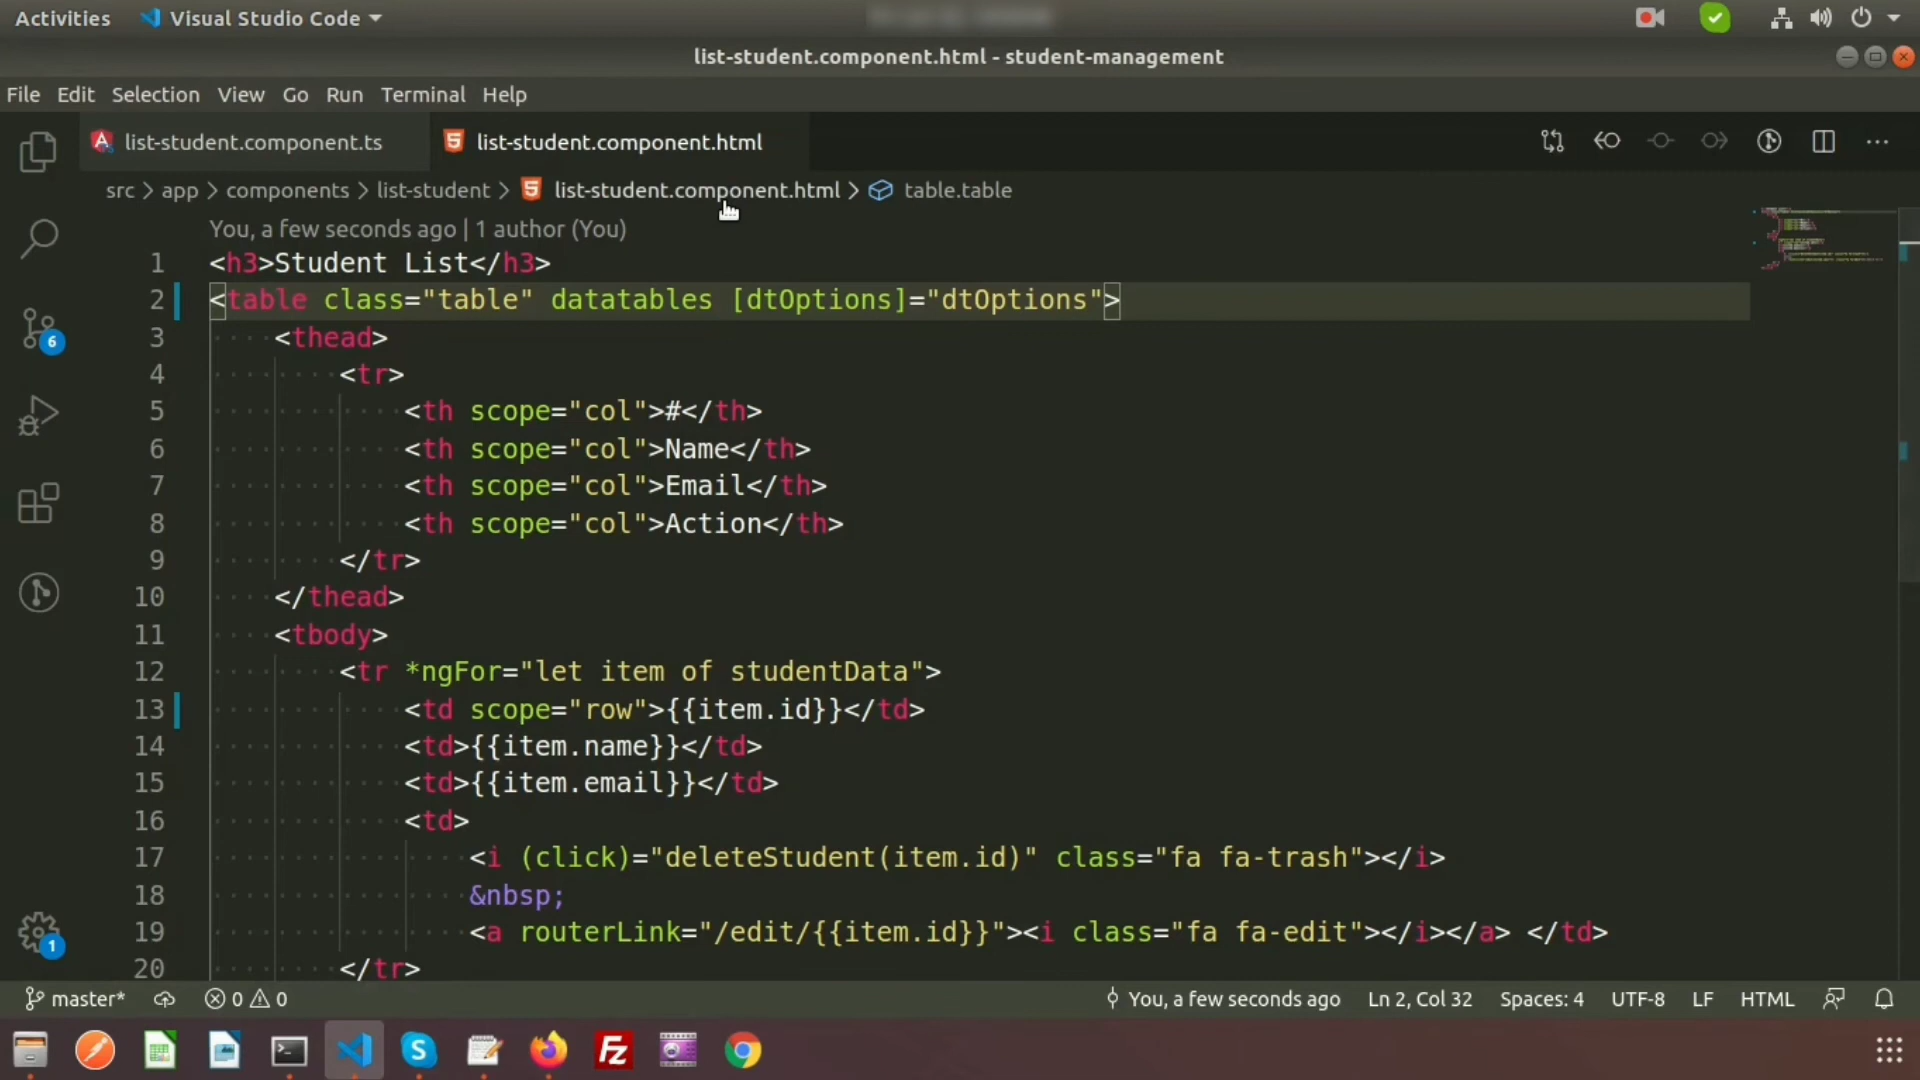 Activities Visual Studio Code
list-student.component.html - student-management
File Edit Selection View Go Run Terminal Help
list-student.component.ts list-student.component.html
src > app > components > list-student > list-student.component.html > table.table
You, a few seconds ago | 1 author (You)
1 <h3>Student List</h3>
2 <table class="table" datatables [dtOptions]="dtOptions">
3 <thead>
4 <tr>
5 <th scope="col">#</th>
6 <th scope="col">Name</th>
7 <th scope="col">Email</th>
8 <th scope="col">Action</th>
9 </tr>
10 </thead>
11 <tbody>
12 <tr *ngFor="let item of studentData">
13 <td scope="row">{{item.id}}</td>
14 <td>{{item.name}}</td>
15 <td>{{item.email}}</td>
16 <td>
17 <i (click)="deleteStudent(item.id)" class="fa fa-trash"></i>
18 &nbsp;
19 <a routerLink="/edit/{{item.id}}"><i class="fa fa-edit"></i></a> </td>
20 </tr>
6
1
master* 0 0 You, a few seconds ago Ln 2, Col 32 Spaces: 4 UTF-8 LF HTML